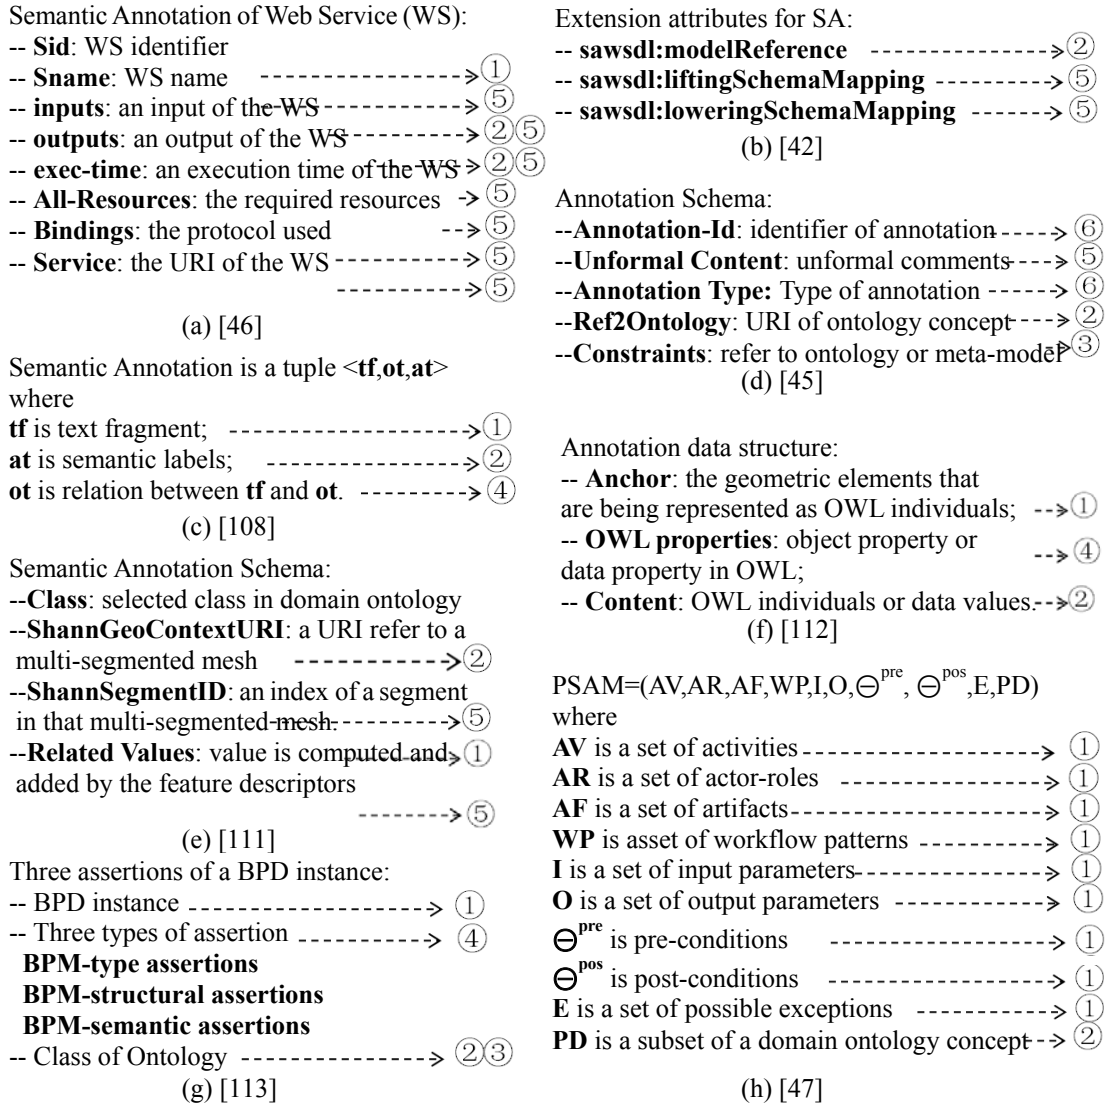 Semantic Annotation of Web Service (WS):
-- Sid: WS identifier
-- Sname: WS name ①
-- inputs: an input of the WS ⑤
-- outputs: an output of the WS ②⑤
-- exec-time: an execution time of the WS ②⑤
-- All-Resources: the required resources ⑤
-- Bindings: the protocol used ⑤
-- Service: the URI of the WS ⑤
⑤
(a) [46]
Extension attributes for SA:
-- sawsdl:modelReference ②
-- sawsdl:liftingSchemaMapping ⑤
-- sawsdl:loweringSchemaMapping ⑤
(b) [42]
Semantic Annotation is a tuple <tf,ot,at>
where
tf is text fragment; ①
at is semantic labels; ②
ot is relation between tf and ot. ④
(c) [108]
Annotation Schema:
--Annotation-Id: identifier of annotation ⑥
--Unformal Content: unformal comments ⑤
--Annotation Type: Type of annotation ⑥
--Ref2Ontology: URI of ontology concept ②
--Constraints: refer to ontology or meta-model ③
(d) [45]
Semantic Annotation Schema:
--Class: selected class in domain ontology
--ShannGeoContextURI: a URI refer to a
multi-segmented mesh ②
--ShannSegmentID: an index of a segment
in that multi-segmented mesh. ⑤
--Related Values: value is computed and ①
added by the feature descriptors
⑤
(e) [111]
Annotation data structure:
-- Anchor: the geometric elements that
are being represented as OWL individuals; ①
-- OWL properties: object property or ④
data property in OWL;
-- Content: OWL individuals or data values. ②
(f) [112]
Three assertions of a BPD instance:
-- BPD instance ①
-- Three types of assertion ④
BPM-type assertions
BPM-structural assertions
BPM-semantic assertions
-- Class of Ontology ②③
(g) [113]
PSAM=(AV,AR,AF,WP,I,O,⊖pre, ⊖pos,E,PD)
where
AV is a set of activities ①
AR is a set of actor-roles ①
AF is a set of artifacts ①
WP is asset of workflow patterns ①
I is a set of input parameters ①
O is a set of output parameters ①
⊖pre is pre-conditions ①
⊖pos is post-conditions ①
E is a set of possible exceptions ①
PD is a subset of a domain ontology concept ②
(h) [47]